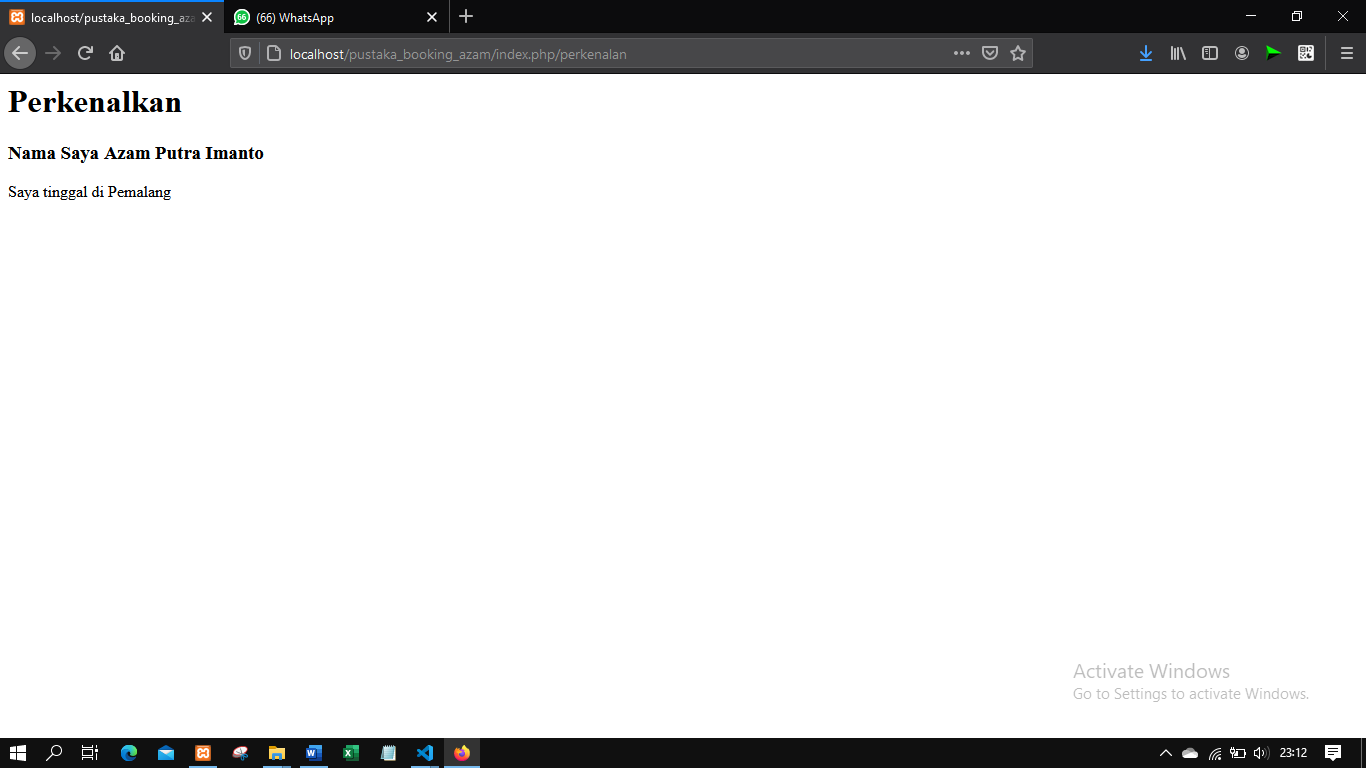 localhost/pustaka_booking_aza
66
(66) WhatsApp
localhost/pustaka_booking_azam/index.php/perkenalan
Perkenalkan
Nama Saya Azam Putra Imanto
Saya tinggal di Pemalang
Activate Windows
Go to Settings to activate Windows.
23:12